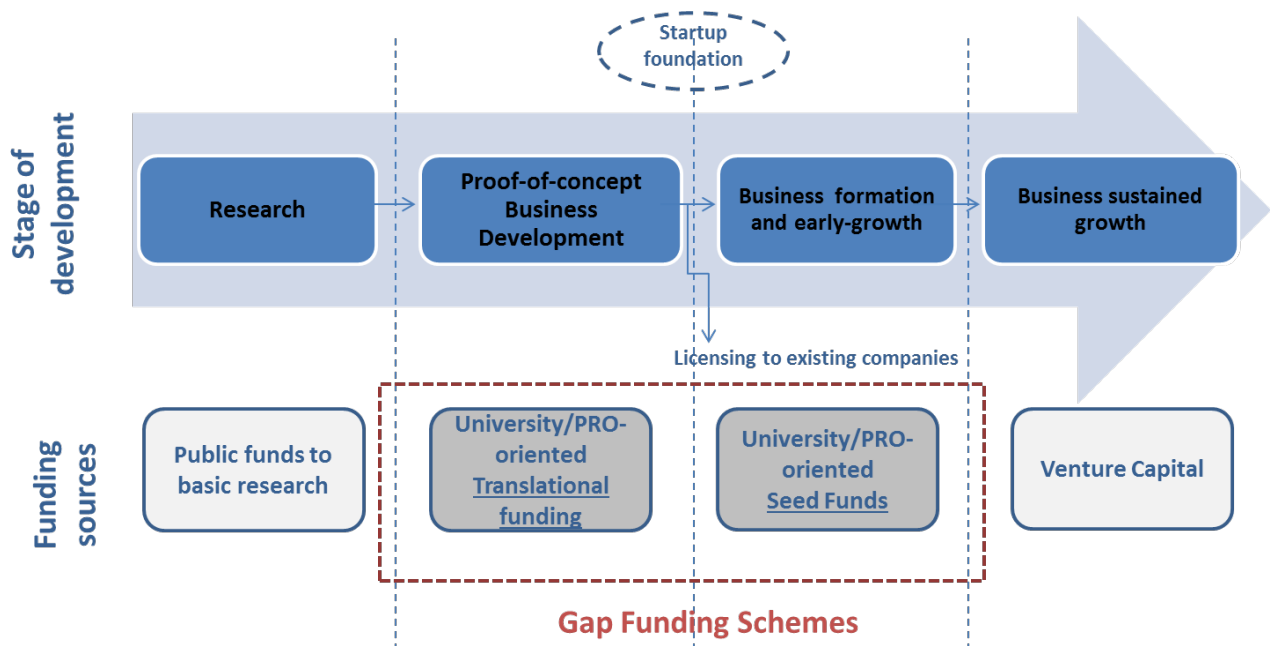 Startup
foundation
Stage of
development
Research
Proof-of-concept
Business
Development
Business formation
and early-growth
Business sustained
growth
Licensing to existing companies
Funding
sources
Public funds to
basic research
University/PRO-
oriented
Translational
funding
University/PRO-
oriented
Seed Funds
Venture Capital
Gap Funding Schemes